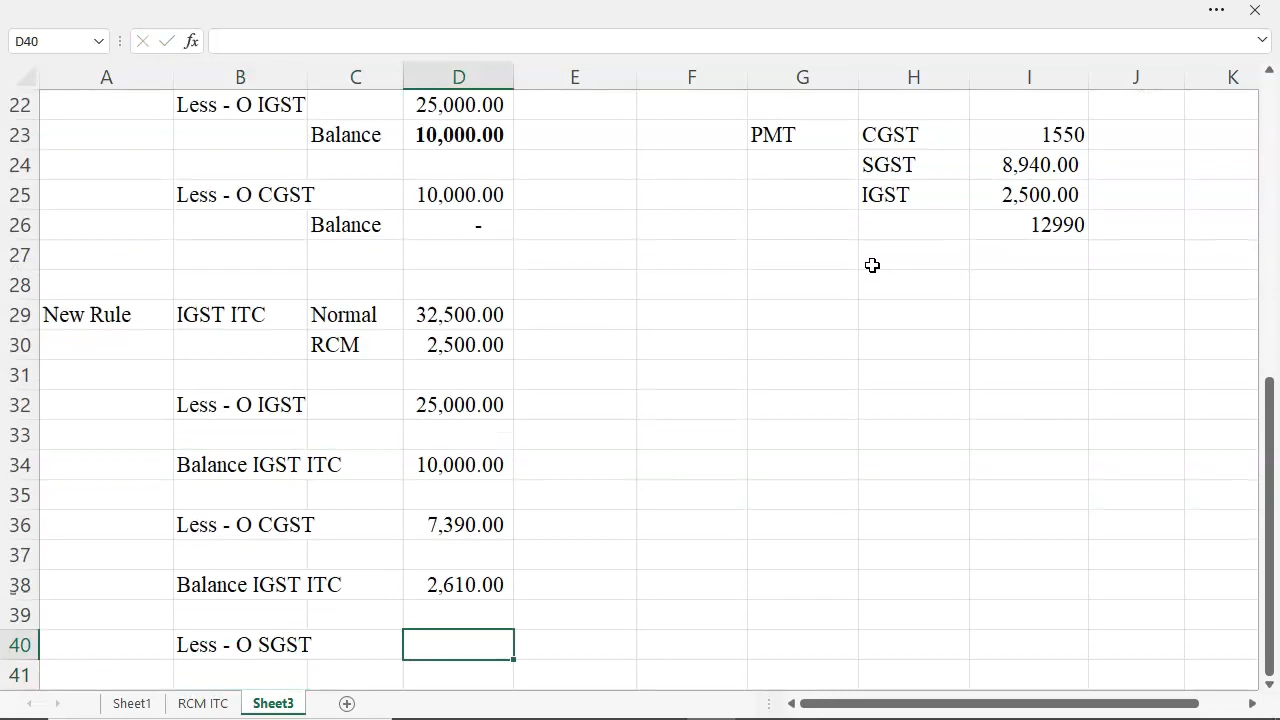 D40 fx
A B C D E F G H I J K
22 Less - O IGST 25,000.00
23 Balance 10,000.00 PMT CGST 1550
24 SGST 8,940.00
25 Less - O CGST 10,000.00 IGST 2,500.00
26 Balance - 12990
27
28
29 New Rule IGST ITC Normal 32,500.00
30 RCM 2,500.00
31
32 Less - O IGST 25,000.00
33
34 Balance IGST ITC 10,000.00
35
36 Less - O CGST 7,390.00
37
38 Balance IGST ITC 2,610.00
39
40 Less - O SGST
41
Sheet1 RCM ITC Sheet3